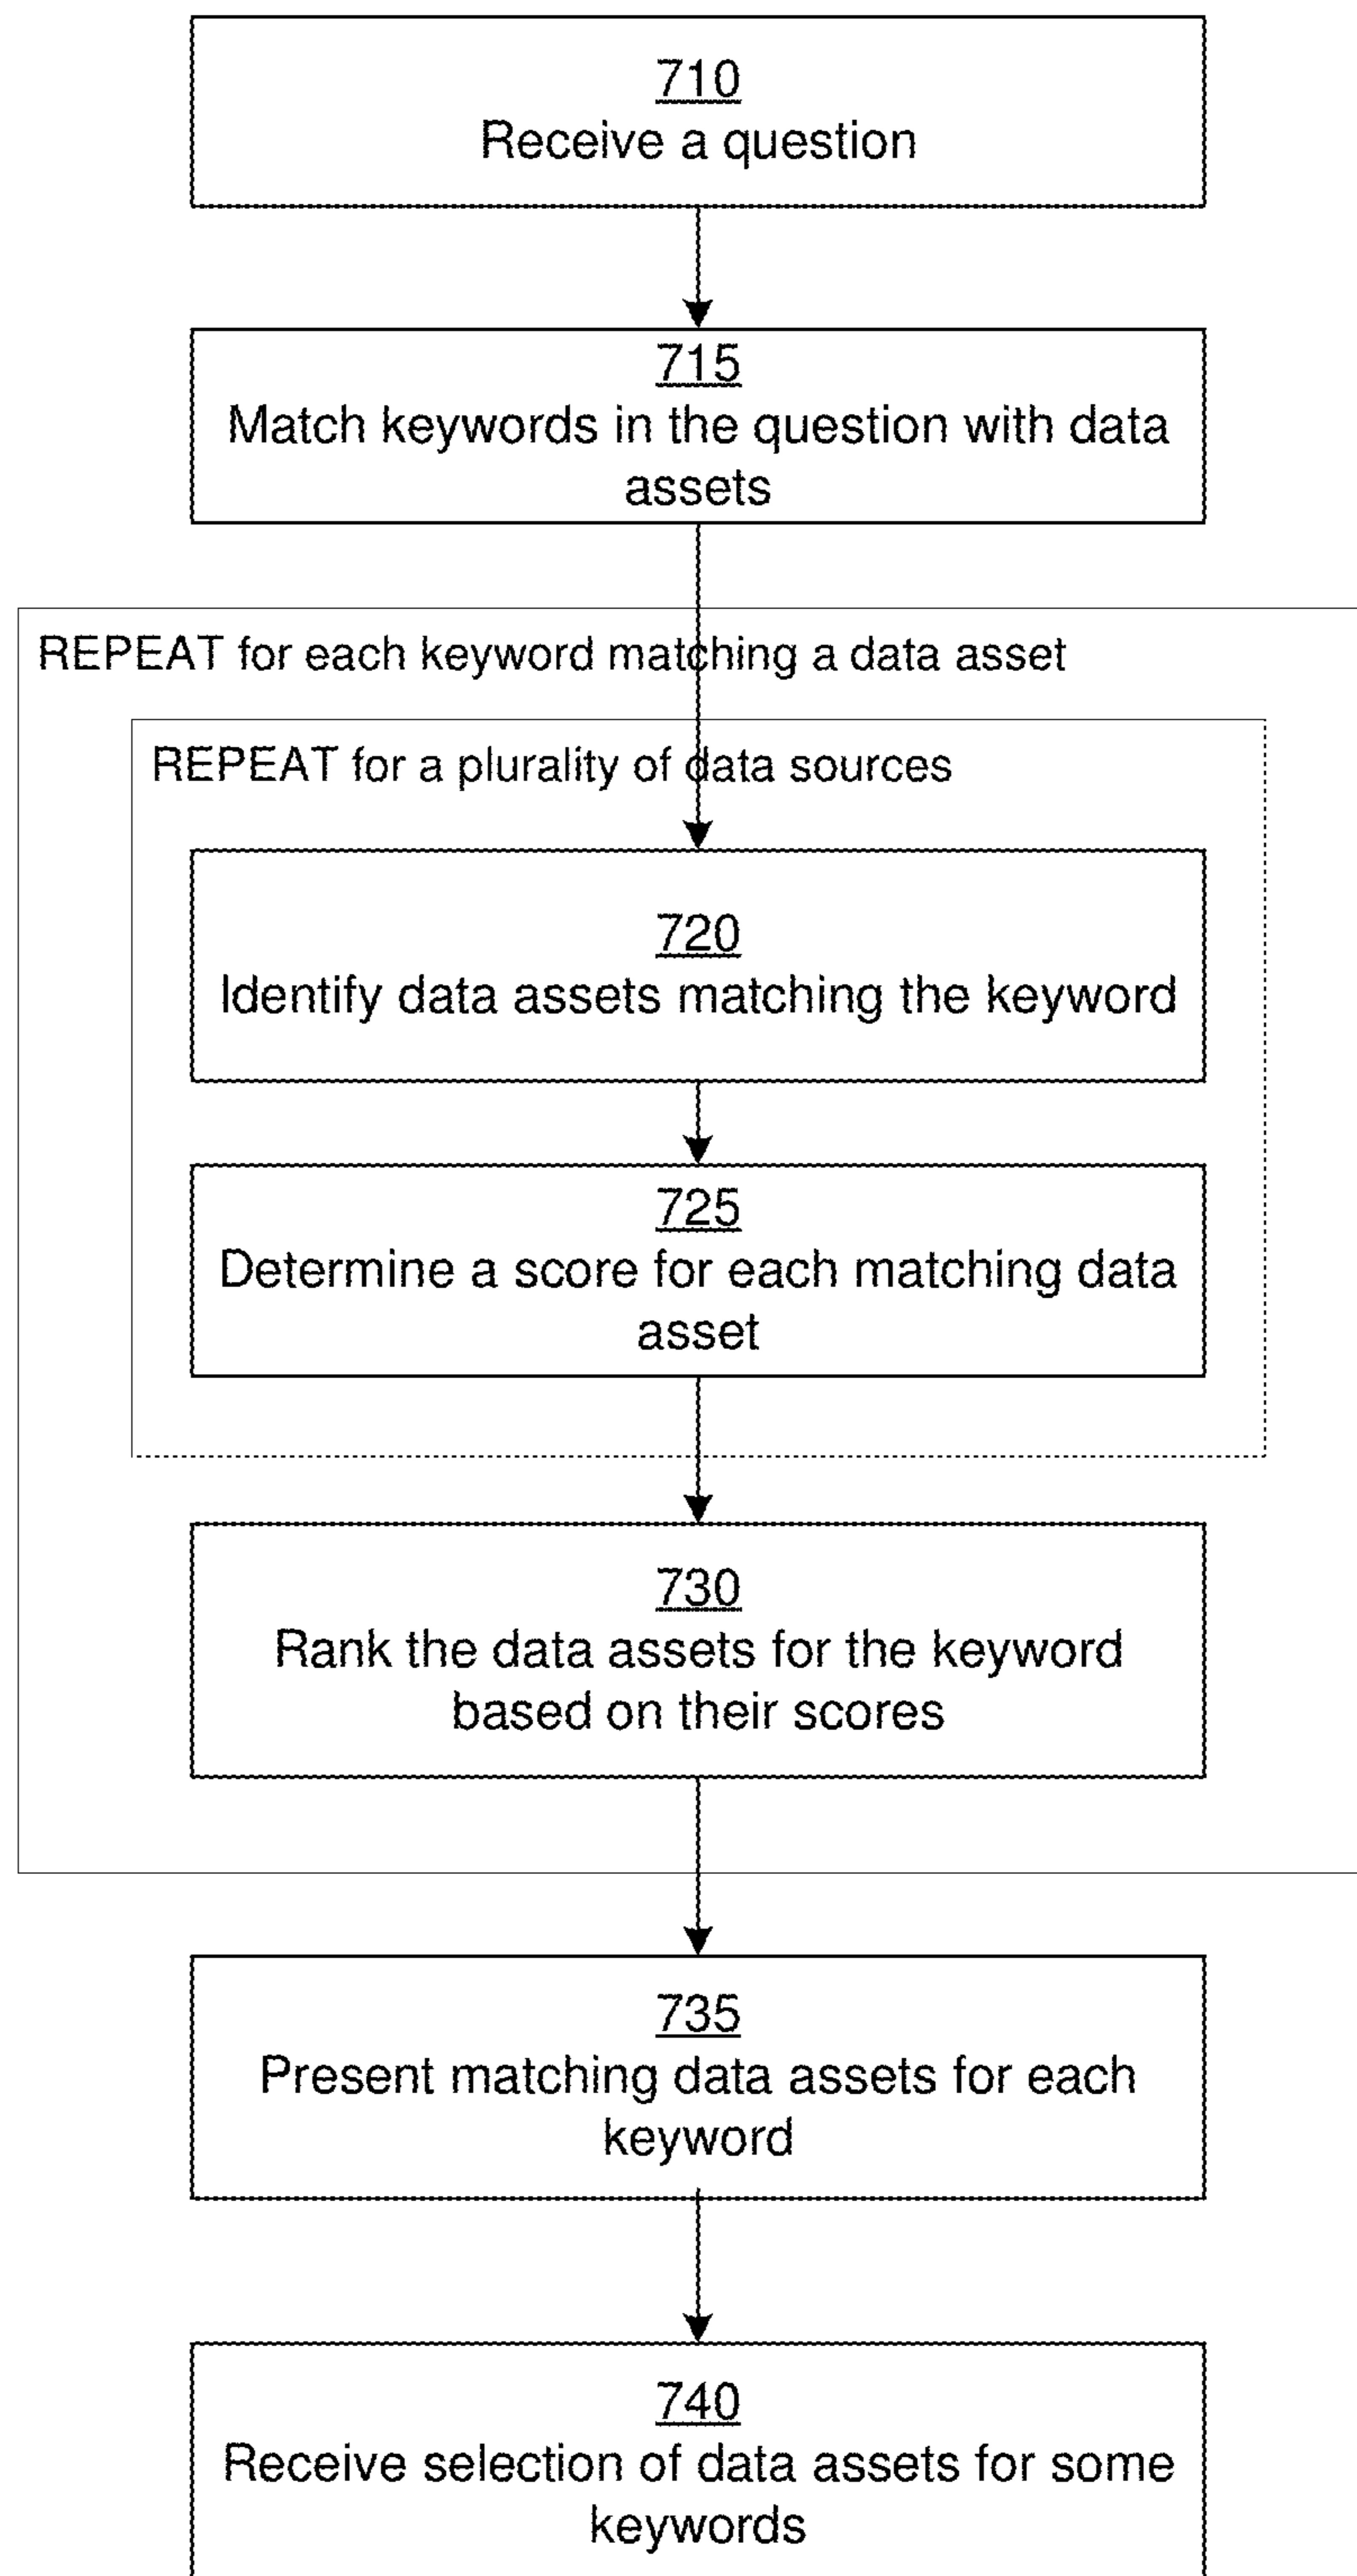 710
Receive a question
715
Match keywords in the question with data
assets
REPEAT for each keyword matching a data asset
REPEAT for a plurality of data sources
720
Identify data assets matching the keyword
725
Determine a score for each matching data
asset
730
Rank the data assets for the keyword
based on their scores
735
Present matching data assets for each
keyword
740
Receive selection of data assets for some
keywords